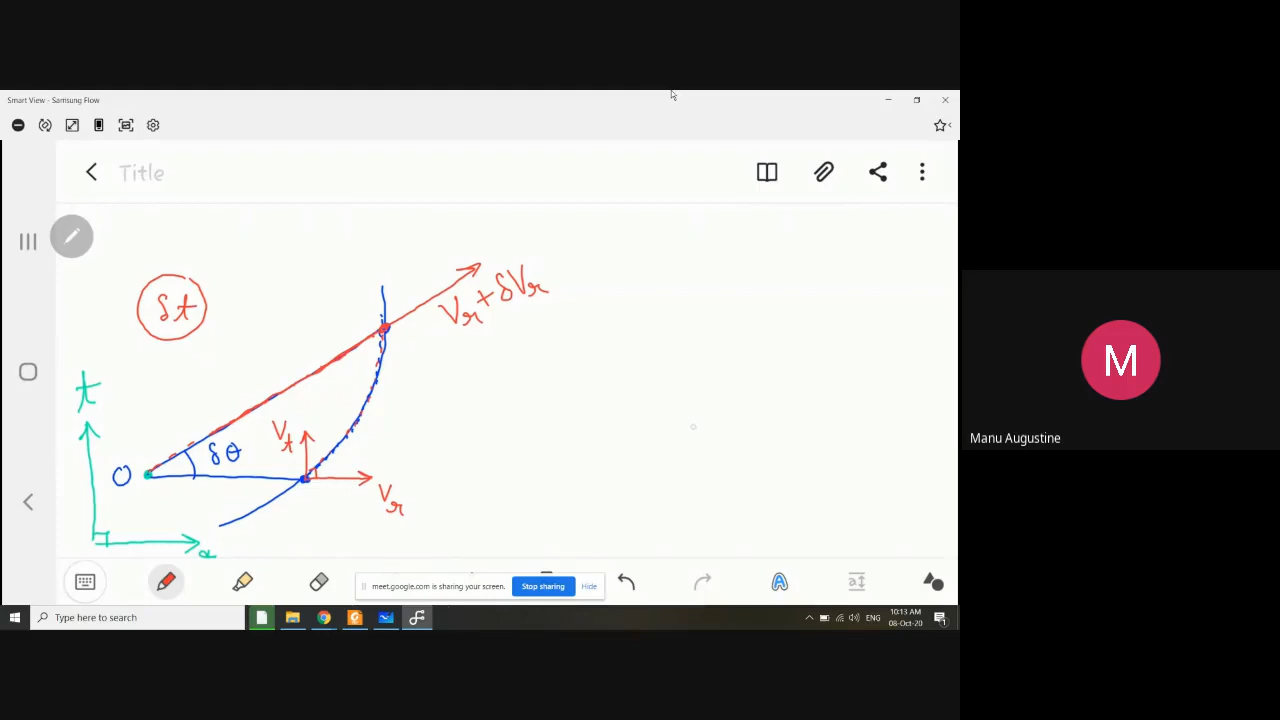 Smart View - Samsung Flow
Title
δt
Vr + δVr
t
Vt
δθ
O
Vr
Manu Augustine
M
meet.google.com is sharing your screen.
Stop sharing
Hide
Type here to search
ENG
10:13 AM
08-Oct-20